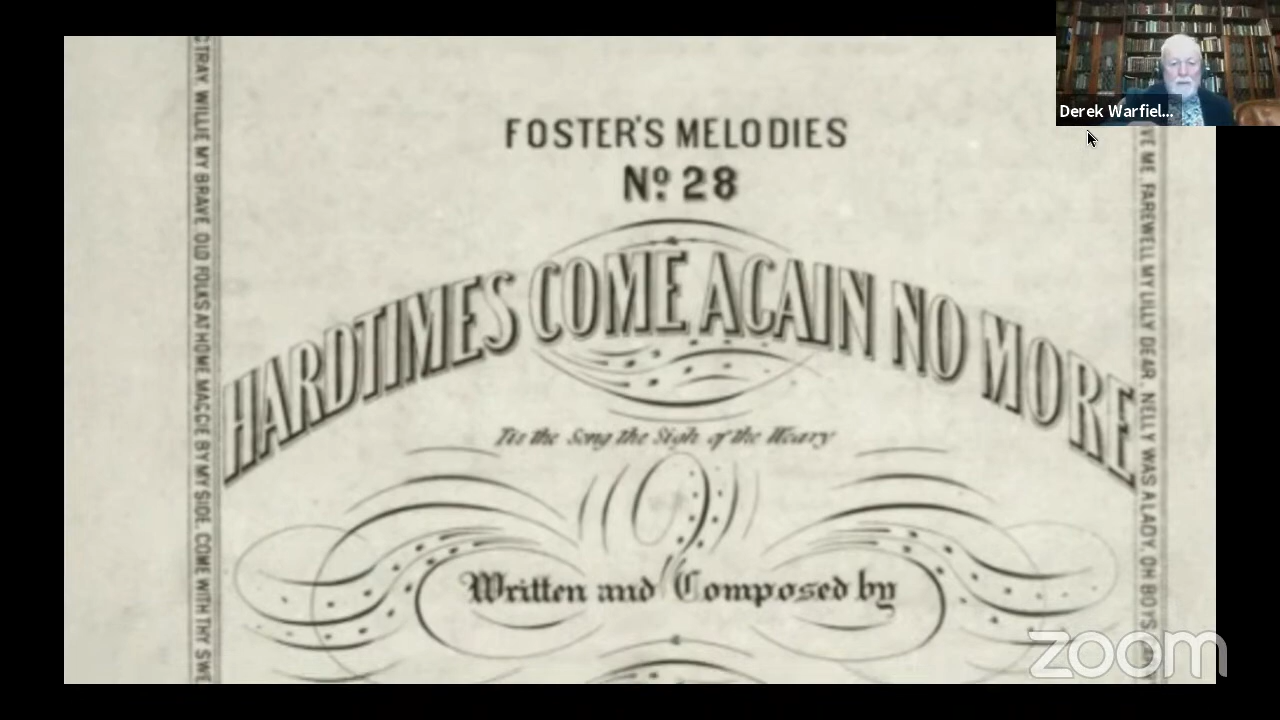 FOSTER'S MELODIES
Nº 28
HARDTIMES COME AGAIN NO MORE
'Tis the Song the Sigh of the Weary
Written and Composed by
TRAY. WILLIE MY BRAVE. OLD FOLKS AT HOME. MAGGIE BY MY SIDE. COME WITH THY SWE
VE ME. FAREWELL MY LILLY DEAR. NELLY WAS A LADY. OH BOYS
Derek Warfiel...
zoom